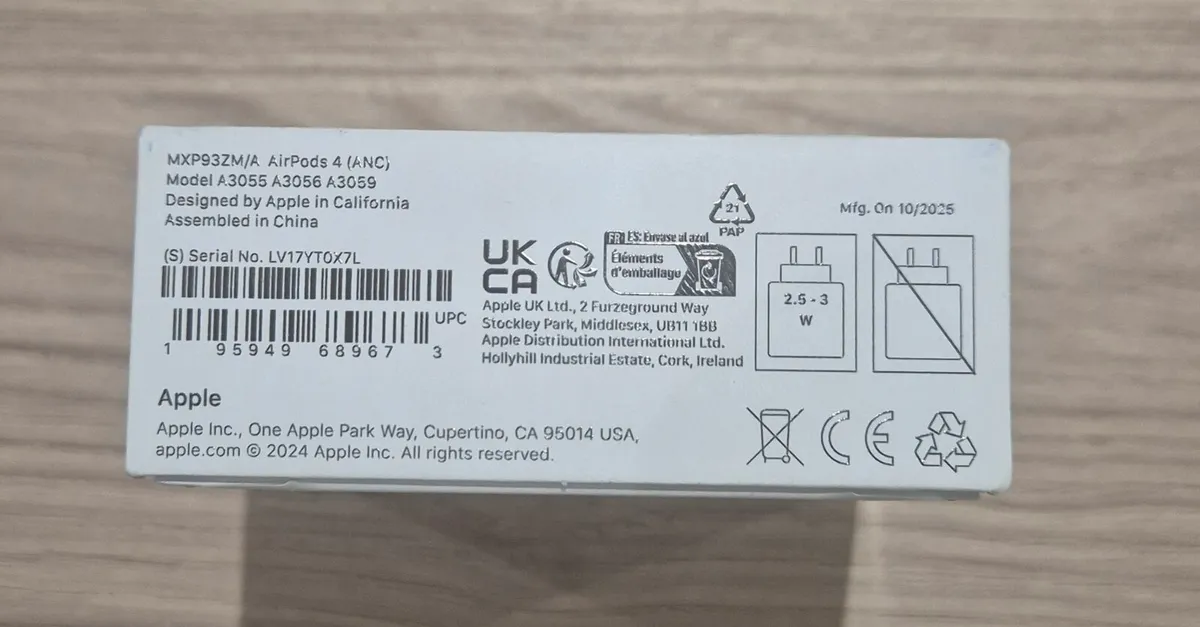 MXP93ZM/A AirPods 4 (ANC)
Model A3055 A3056 A3059
Designed by Apple in California
Assembled in China
(S) Serial No. LV17YT0X7L
UPC
1 95949 68967 3
21
PAP
Mfg. On 10/2025
UK
CA
FR ES: Envase al azul
Éléments
d'emballage
Apple UK Ltd., 2 Furzeground Way
Stockley Park, Middlesex, UB11 1BB
Apple Distribution International Ltd.
Hollyhill Industrial Estate, Cork, Ireland
2.5 - 3
W
Apple
Apple Inc., One Apple Park Way, Cupertino, CA 95014 USA,
apple.com © 2024 Apple Inc. All rights reserved.
CE